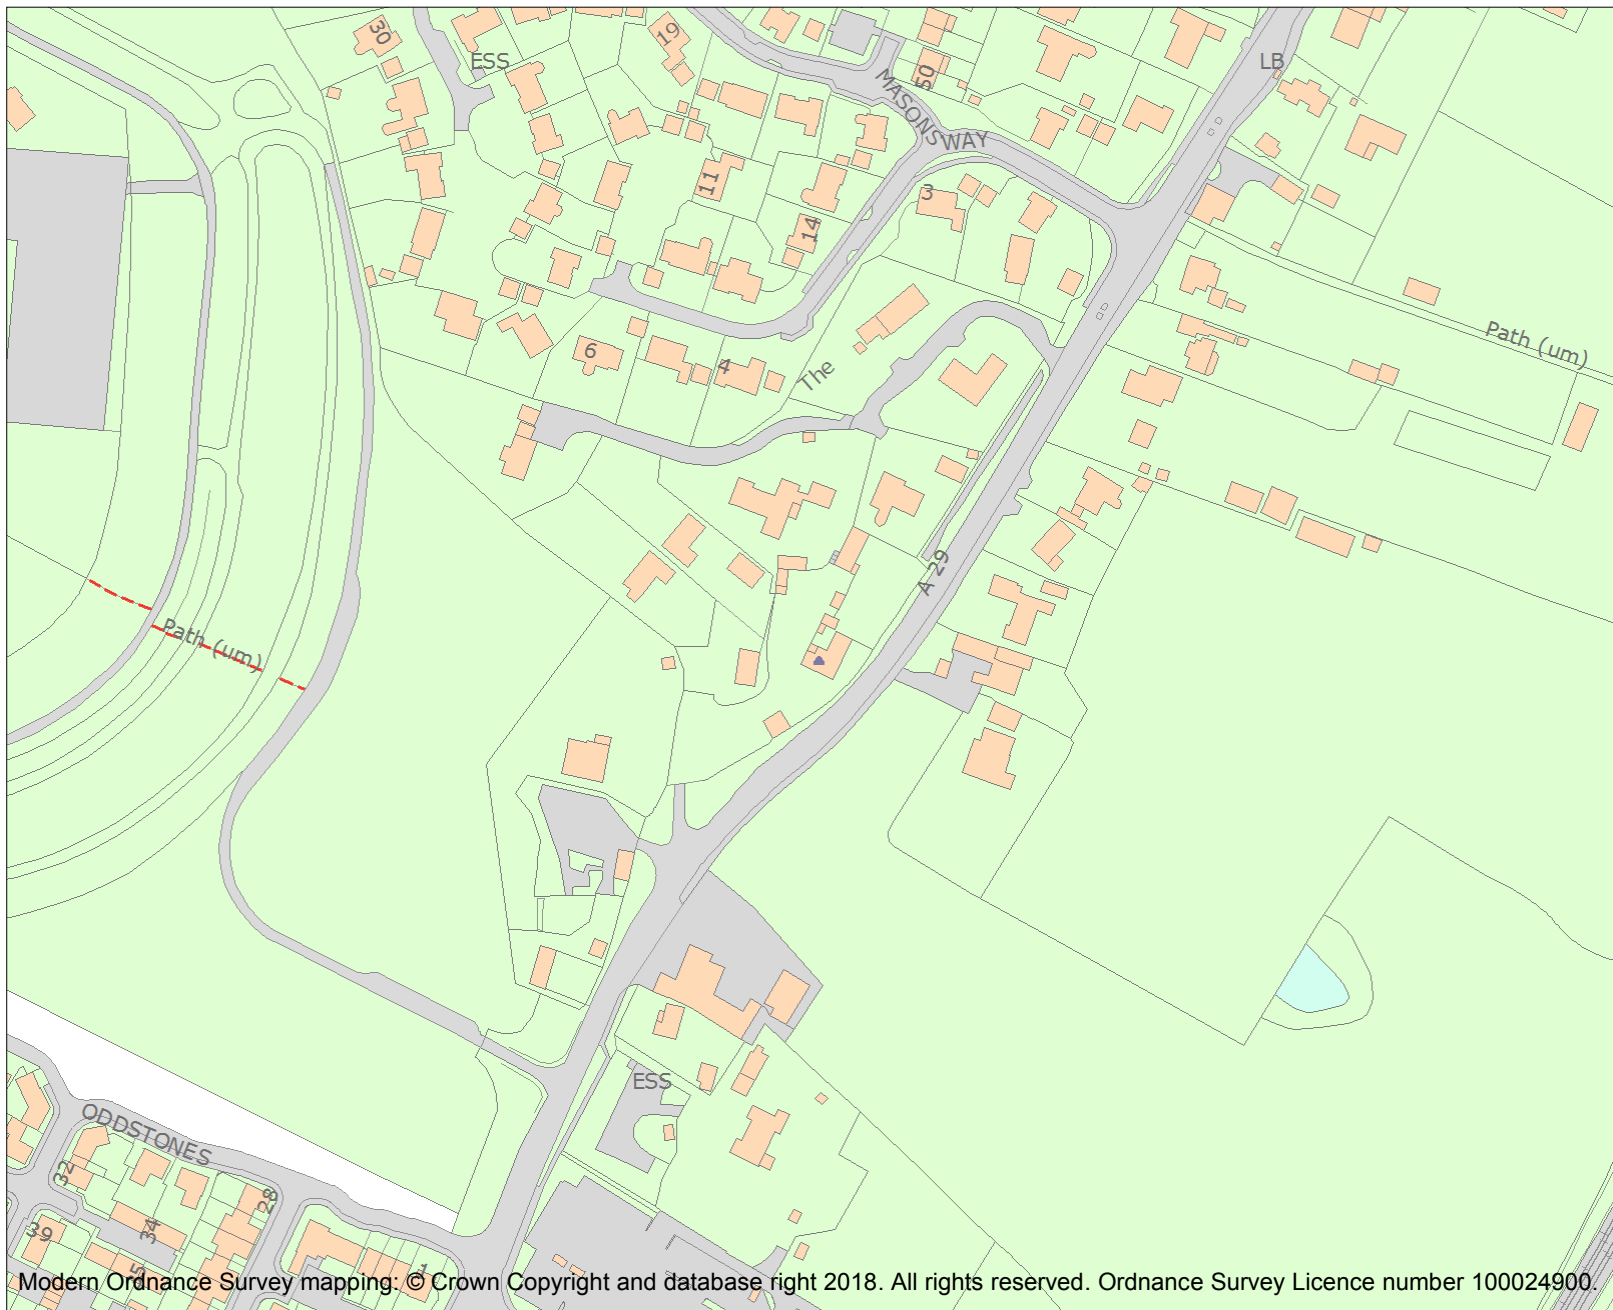 30
ESS
19
LB
50
MASONS WAY
11
3
14
Path (um)
6
4
The
A 29
Path (um)
ESS
ODDSTONES
32
28
34
39
Modern Ordnance Survey mapping: © Crown Copyright and database right 2018. All rights reserved. Ordnance Survey Licence number 100024900.